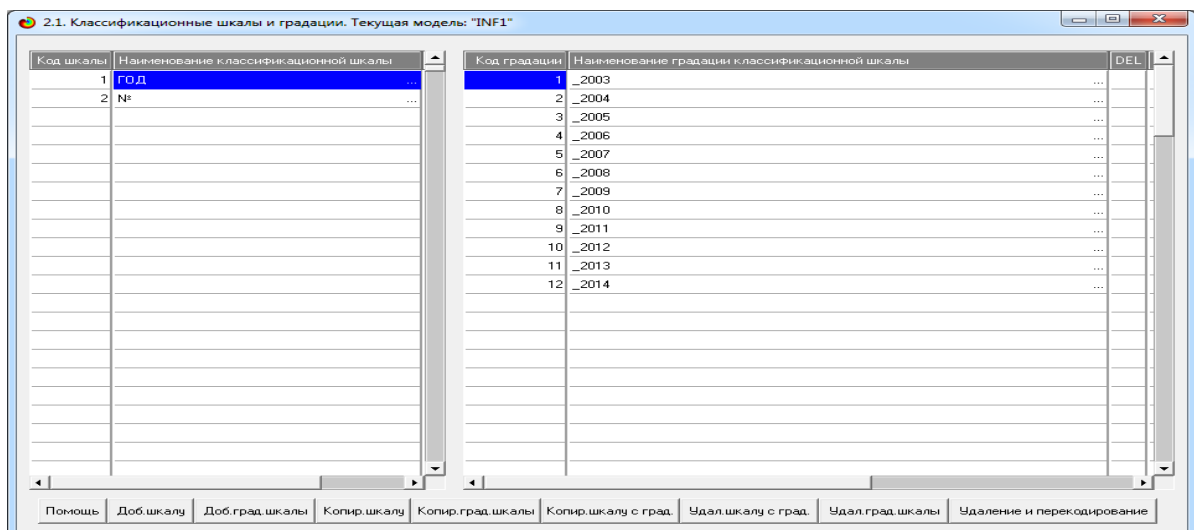 2.1. Классификационные шкалы и градации. Текущая модель: "INF1"
Код шкалы Наименование классификационной шкалы
1 ГОД ...
2 № ...
Код градации Наименование градации классификационной шкалы DEL
1 _2003 ...
2 _2004 ...
3 _2005 ...
4 _2006 ...
5 _2007 ...
6 _2008 ...
7 _2009 ...
8 _2010 ...
9 _2011 ...
10 _2012 ...
11 _2013 ...
12 _2014 ...
Помощь Доб.шкалу Доб.град.шкалы Копир.шкалу Копир.град.шкалы Копир.шкалу с град. Удал.шкалу с град. Удал.град.шкалы Удаление и перекодирование